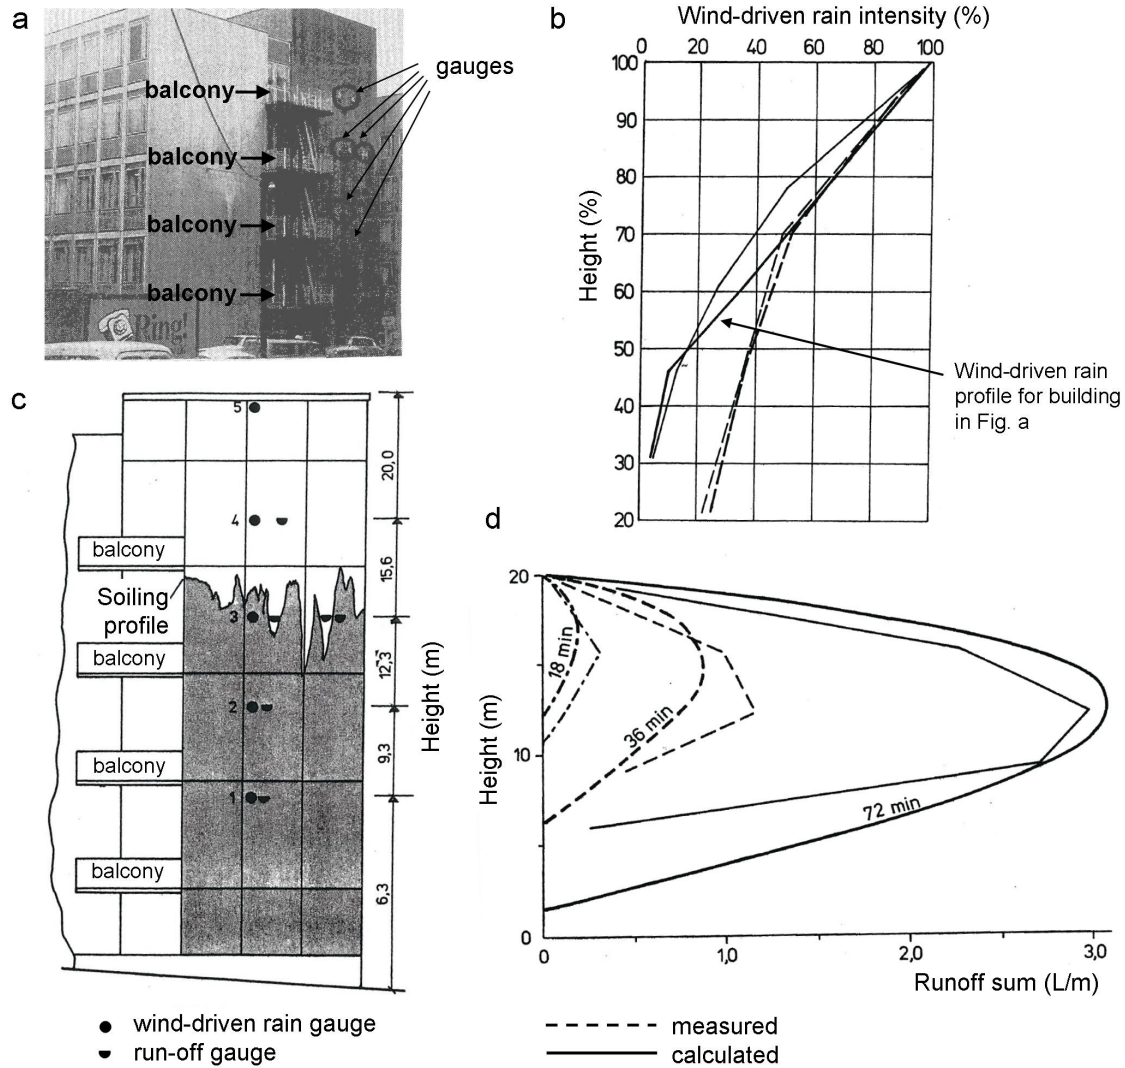 a
balcony
balcony
balcony
balcony
gauges
Ring!
b
Wind-driven rain intensity (%)
0 20 40 60 80 100
100
90
80
70
60
50
40
30
20
Height (%)
Wind-driven rain
profile for building
in Fig. a
c
5
4
3
2
1
balcony
Soiling
profile
balcony
balcony
balcony
20,0
15,6
12,3
9,3
6,3
Height (m)
wind-driven rain gauge
run-off gauge
d
20
10
0
Height (m)
18 min
36 min
72 min
0 1,0 2,0 3,0
Runoff sum (L/m)
measured
calculated